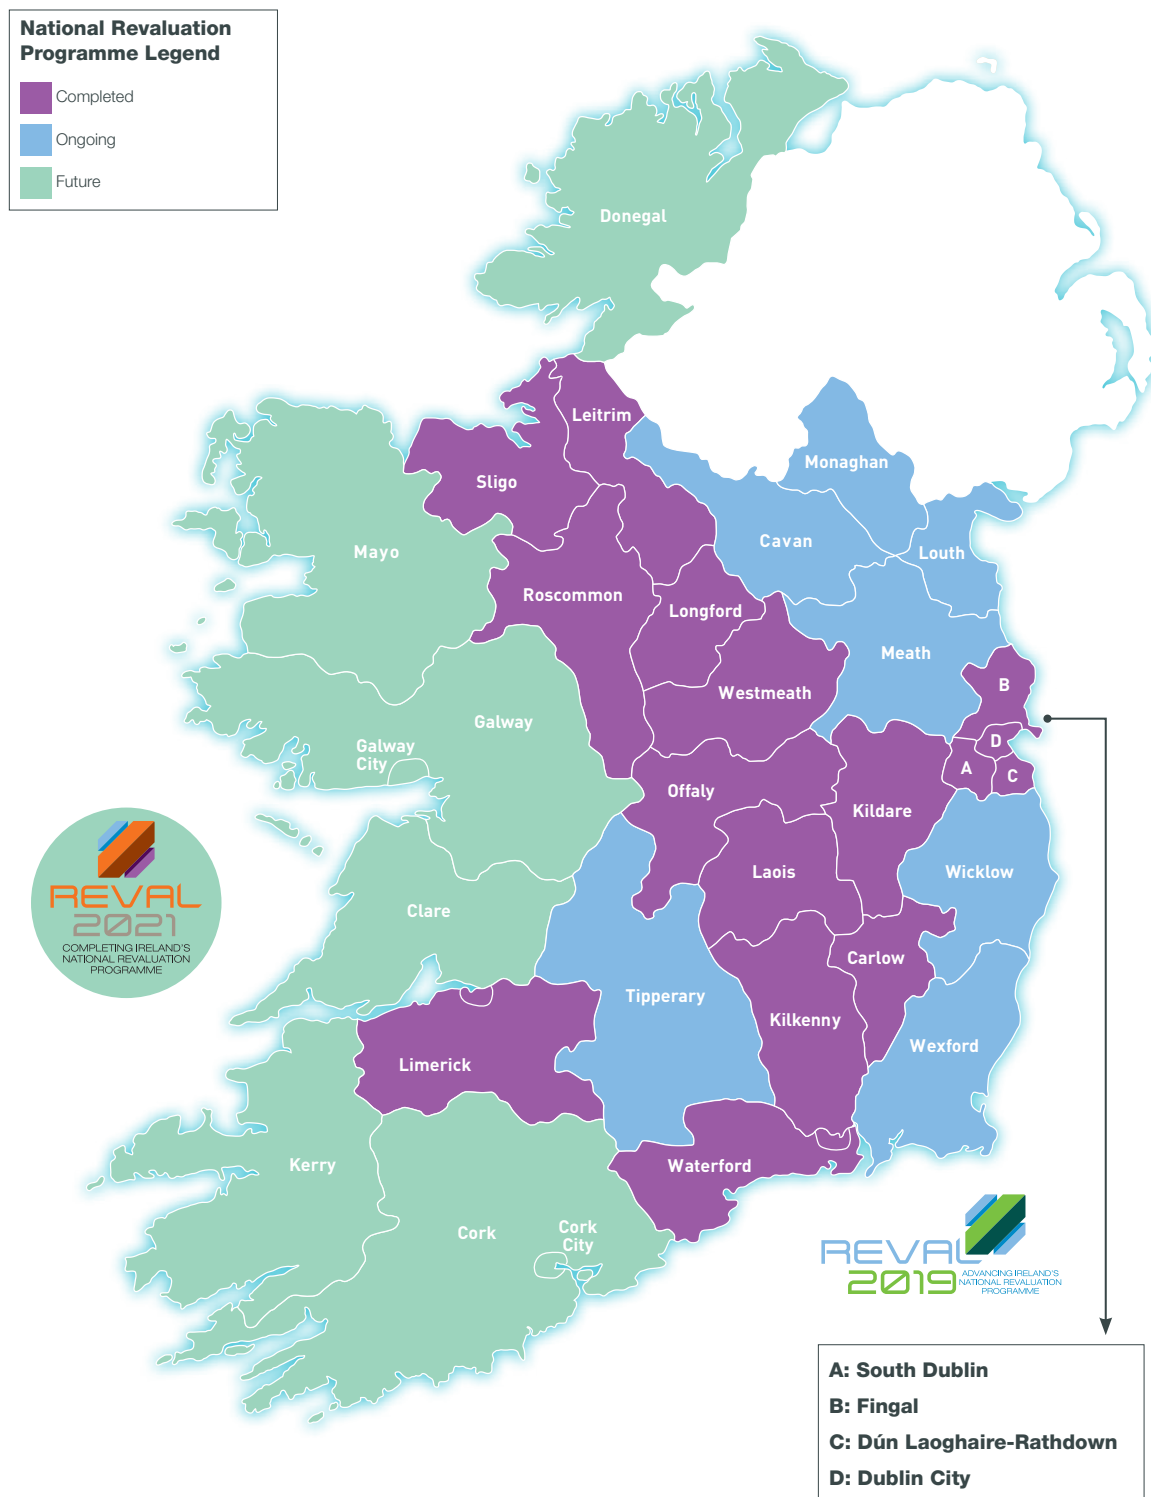 National Revaluation
Programme Legend
Completed
Ongoing
Future
Donegal
Leitrim
Monaghan
Sligo
Cavan
Mayo
Louth
Roscommon
Longford
Meath
B
Westmeath
Galway
D
Galway
City
A
C
Offaly
Kildare
Laois
Wicklow
REVAL
2021
COMPLETING IRELAND'S
NATIONAL REVALUATION
PROGRAMME
Clare
Carlow
Tipperary
Kilkenny
Wexford
Limerick
Kerry
Waterford
Cork
Cork
City
REVAL
2019
ADVANCING IRELAND'S
NATIONAL REVALUATION
PROGRAMME
A: South Dublin
B: Fingal
C: Dún Laoghaire-Rathdown
D: Dublin City